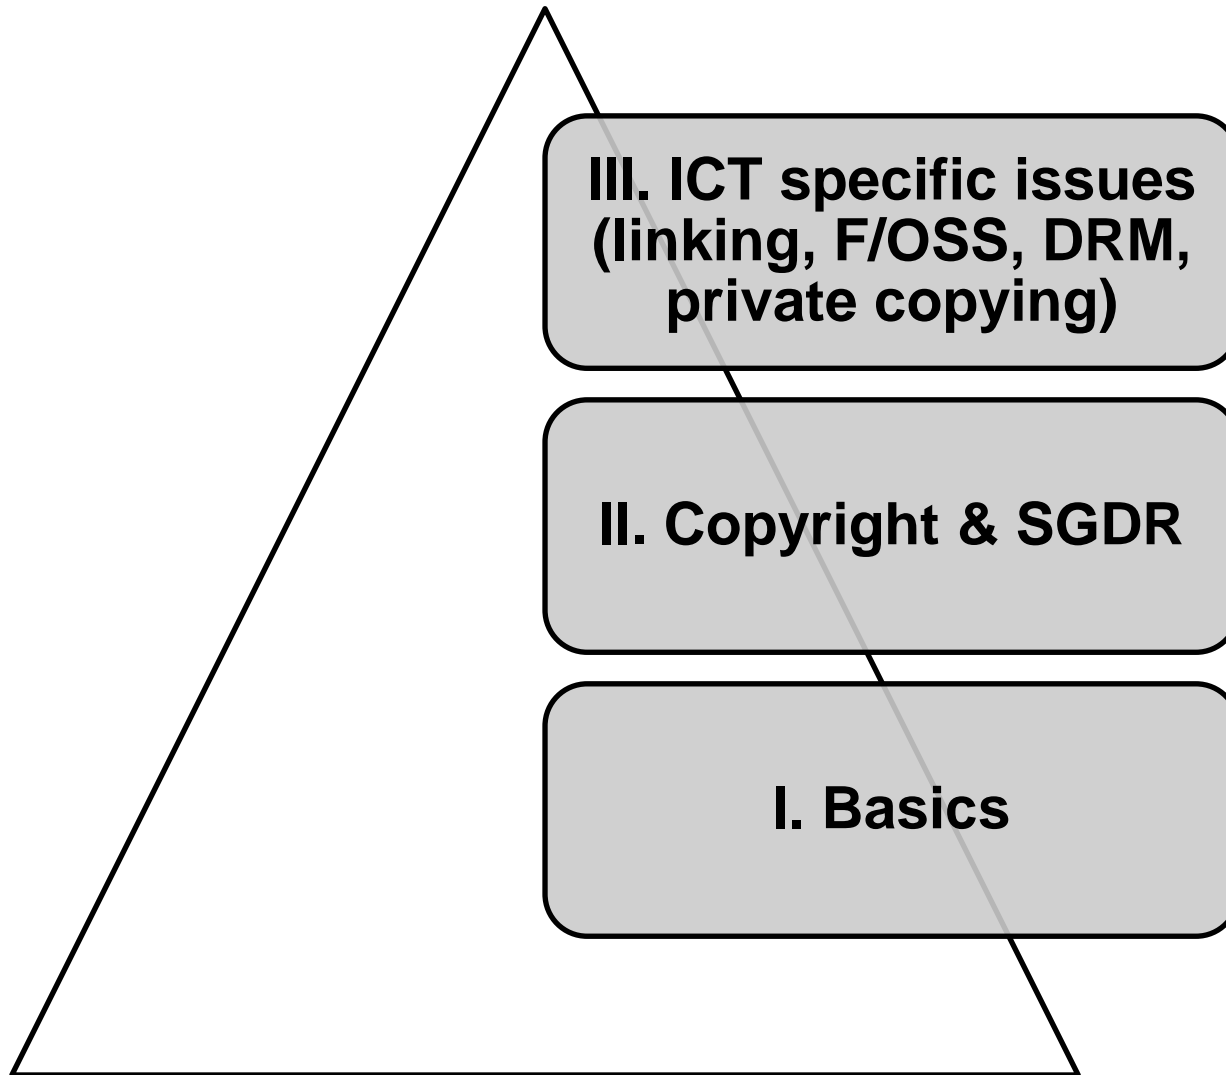 III. ICT specific issues
(linking, F/OSS, DRM,
private copying)
II. Copyright & SGDR
I. Basics